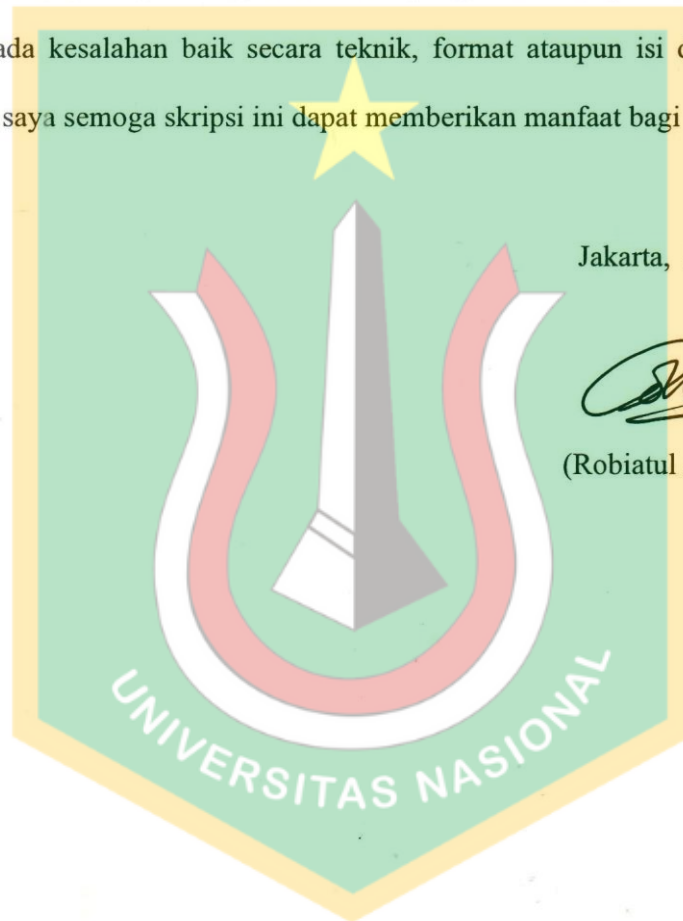 ada kesalahan baik secara teknik, format ataupun isi
saya semoga skripsi ini dapat memberikan manfaat bagi
Jakarta,
(Robiatul
UNIVERSITAS NASIONAL